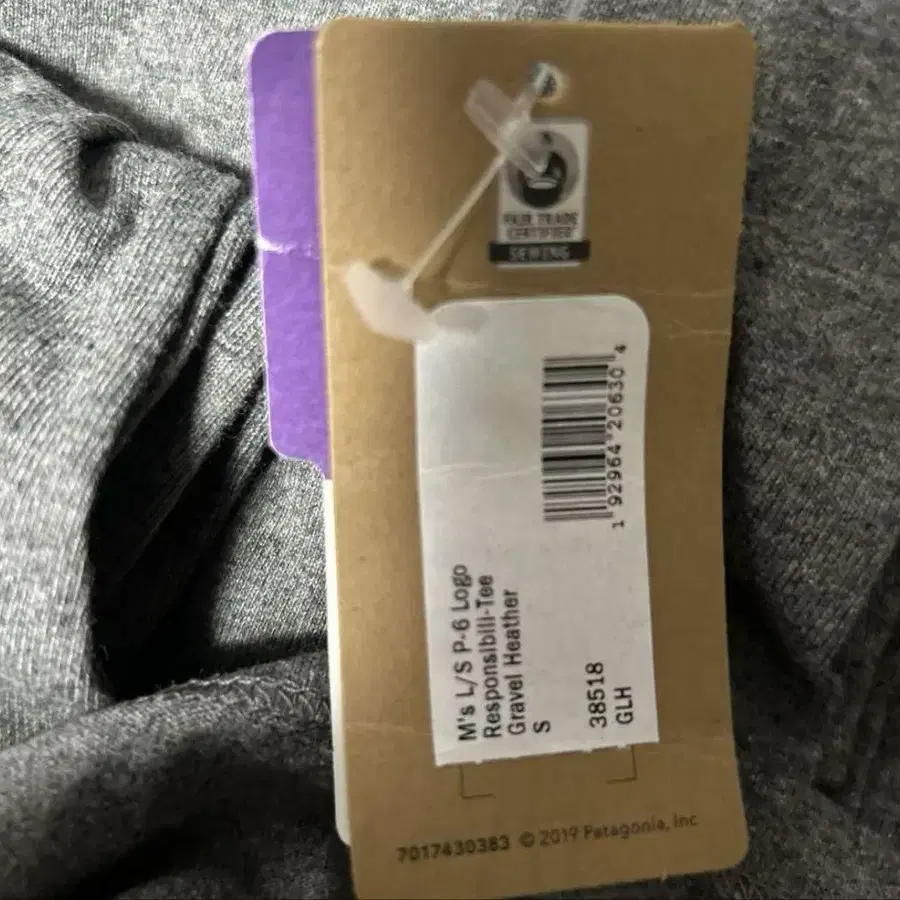 FAIR TRADE
CERTIFIED
SEWING
M's L/S P-6 Logo
Responsibili-Tee
Gravel Heather
S
38518
GLH
1 92964 20630 4
7017430383 © 2019 Patagonia, Inc